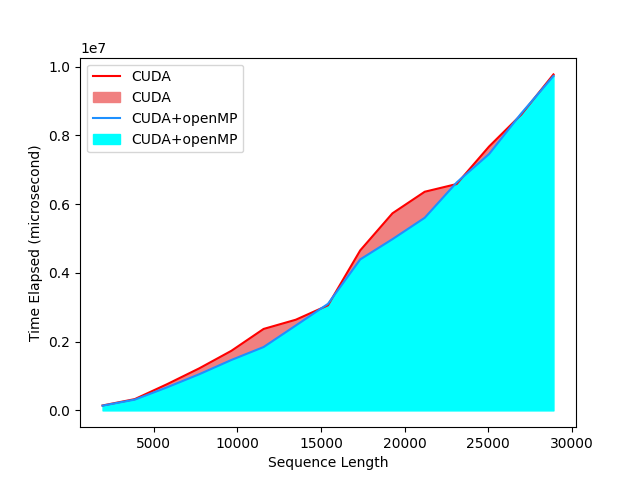 1e7
CUDA
CUDA
CUDA+openMP
CUDA+openMP
1.0
0.8
0.6
0.4
0.2
0.0
Time Elapsed (microsecond)
5000 10000 15000 20000 25000 30000
Sequence Length